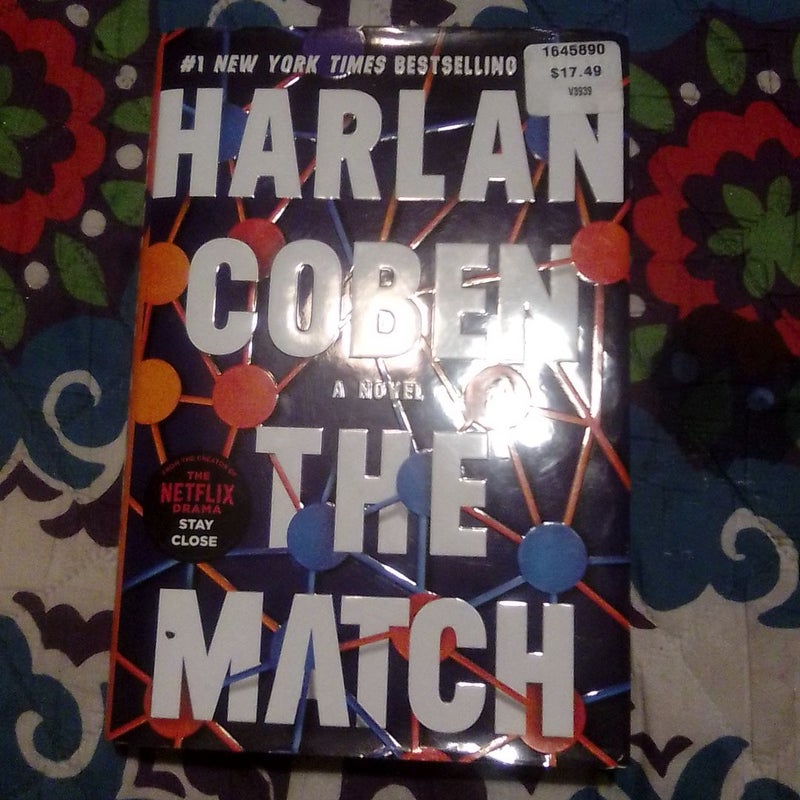 #1 NEW YORK TIMES BESTSELLING
1645890
$17.49
V3939
HARLAN
COBEN
A NOVEL
THE
FROM THE CREATOR OF
THE
NETFLIX
DRAMA
STAY
CLOSE
MATCH